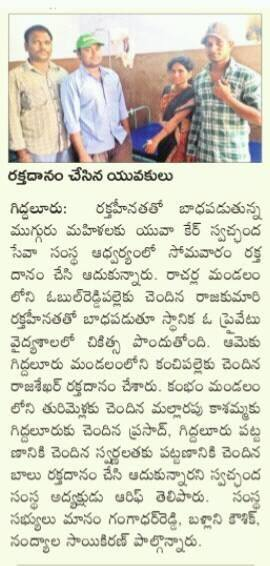 రక్తదానం చేసిన యువకులు
గిద్దలూరు: రక్తహీనతతో బాధపడుతున్న
ముగ్గురు మహిళలకు యువా కేర్ స్వచ్ఛంద
సేవా సంస్థ ఆధ్వర్యంలో సోమవారం రక్త
దానం చేసి ఆదుకున్నారు. రాచర్ల మండలం
లోని ఓబుల్‌రెడ్డిపల్లెకు చెందిన రాజకుమారి
రక్తహీనతతో బాధపడుతూ స్థానిక ఓ ప్రైవేటు
వైద్యశాలలో చికిత్స పొందుతోంది. ఆమెకు
గిద్దలూరు మండలంలోని కంచిపల్లెకు చెందిన
రాజశేఖర్ రక్తదానం చేశారు. కంభం మండలం
లోని తురిమెళ్లకు చెందిన మల్లారపు కాశమ్మకు
గిద్దలూరుకు చెందిన ప్రసాద్, గిద్దలూరు పట్ట
ణానికి చెందిన స్వర్ణలతకు పట్టణానికి చెందిన
బాలు రక్తదానం చేసి ఆదుకున్నారని స్వచ్ఛంద
సంస్థ అధ్యక్షుడు ఆరిఫ్ తెలిపారు. సంస్థ
సభ్యులు మానం గంగాధర్‌రెడ్డి, బళ్లాని కౌశిక్,
నంద్యాల సాయికిరణ్ పాల్గొన్నారు.